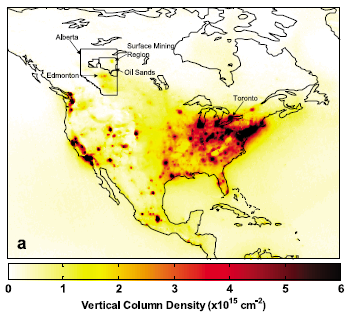 Alberta
Surface Mining
Region
Edmonton
Oil Sands
Toronto
a
0 1 2 3 4 5 6
Vertical Column Density (x10¹⁵ cm⁻²)